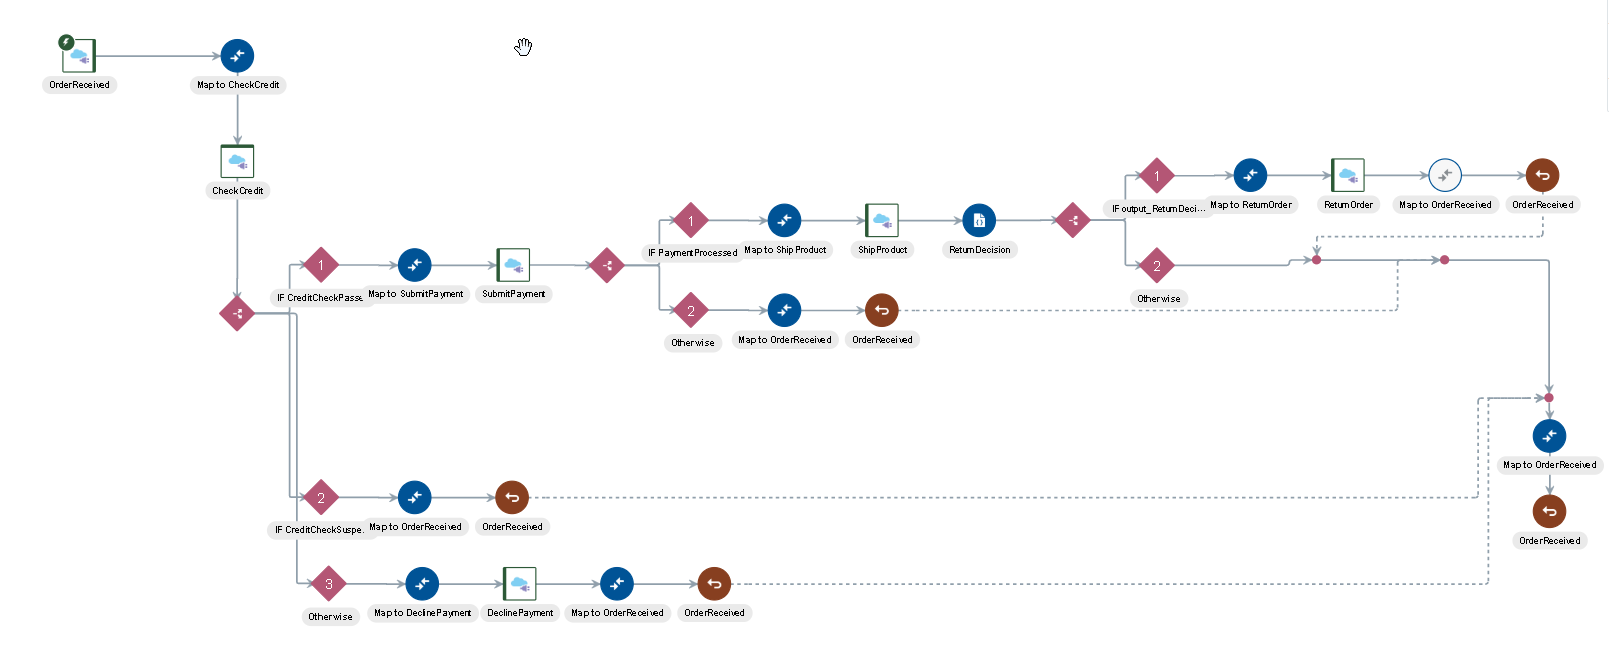 OrderReceived
Map to CheckCredit
CheckCredit
1
IF CreditCheckPasse
Map to SubmitPayment
SubmitPayment
1
IF PaymentProcessed
Map to ShipProduct
ShipProduct
ReturnDecision
1
IF output_ReturnDeci...
Map to ReturnOrder
ReturnOrder
Map to OrderReceived
OrderReceived
2
Otherwise
2
Otherwise
Map to OrderReceived
OrderReceived
Map to OrderReceived
OrderReceived
2
IF CreditCheckSuspe.
Map to OrderReceived
OrderReceived
3
Otherwise
Map to DeclinePayment
DeclinePayment
Map to OrderReceived
OrderReceived